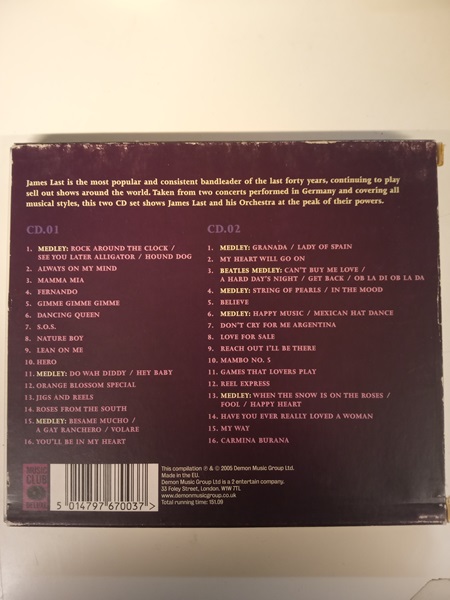 James Last is the most popular and consistent bandleader of the last forty years, continuing to play
sell out shows around the world. Taken from two concerts performed in Germany and covering all
musical styles, this two CD set shows James Last and his Orchestra at the peak of their powers.
CD.01
1. MEDLEY: ROCK AROUND THE CLOCK /
SEE YOU LATER ALLIGATOR / HOUND DOG
2. ALWAYS ON MY MIND
3. MAMMA MIA
4. FERNANDO
5. GIMME GIMME GIMME
6. DANCING QUEEN
7. S.O.S.
8. NATURE BOY
9. LEAN ON ME
10. HERO
11. MEDLEY: DO WAH DIDDY / HEY BABY
12. ORANGE BLOSSOM SPECIAL
13. JIGS AND REELS
14. ROSES FROM THE SOUTH
15. MEDLEY: BESAME MUCHO /
A GAY RANCHERO / VOLARE
16. YOU'LL BE IN MY HEART
CD.02
1. MEDLEY: GRANADA / LADY OF SPAIN
2. MY HEART WILL GO ON
3. BEATLES MEDLEY: CAN'T BUY ME LOVE /
A HARD DAY'S NIGHT / GET BACK / OB LA DI OB LA DA
4. MEDLEY: STRING OF PEARLS / IN THE MOOD
5. BELIEVE
6. MEDLEY: HAPPY MUSIC / MEXICAN HAT DANCE
7. DON'T CRY FOR ME ARGENTINA
8. LOVE FOR SALE
9. REACH OUT I'LL BE THERE
10. MAMBO NO. 5
11. GAMES THAT LOVERS PLAY
12. REEL EXPRESS
13. MEDLEY: WHEN THE SNOW IS ON THE ROSES /
FOOL / HAPPY HEART
14. HAVE YOU EVER REALLY LOVED A WOMAN
15. MY WAY
16. CARMINA BURANA
MUSIC
CLUB
DELUXE
5 014797 670037 >
This compilation ℗ & © 2006 Demon Music Group Ltd.
Made in the EU.
Demon Music Group Ltd is a 2 entertain company.
33 Foley Street, London, W1W 7TL
www.demonmusicgroup.co.uk
Total running time: 151.08